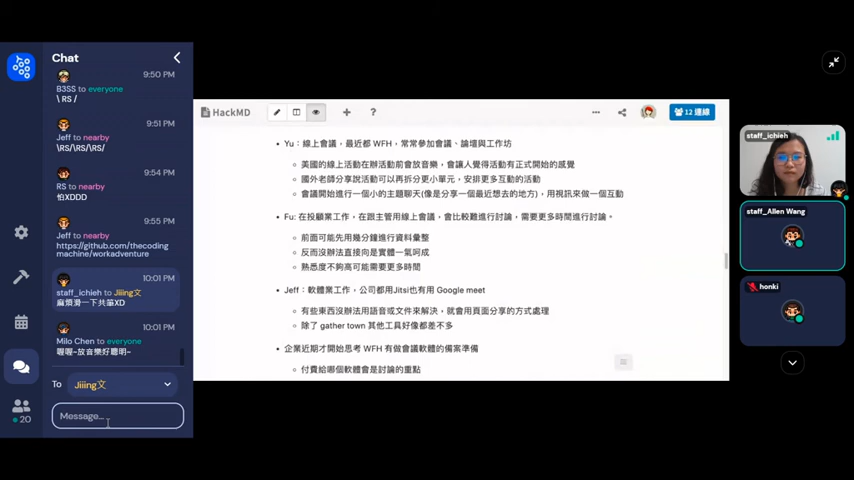 Chat
9:50 PM
B3SS to everyone
\ RS /
9:51 PM
Jeff to nearby
\RS/\RS/\RS/
9:54 PM
RS to nearby
怕XDDD
9:55 PM
Jeff to nearby
https://github.com/thecoding
machine/workadventure
10:01 PM
staff_ichieh to Jiiing文
麻煩滑一下共筆XD
10:01 PM
Milo Chen to everyone
喔喔~放音樂好聰明~
To
Jiiing文
Message...
20
HackMD
12 連線
Yu：線上會議，最近都 WFH，常常參加會議、論壇與工作坊
美國的線上活動在辦活動前會放音樂，會讓人覺得活動有正式開始的感覺
國外老師分享說活動可以再拆分更小單元，安排更多互動的活動
會議開始進行一個小的主題聊天(像是分享一個最近想去的地方)，用視訊來做一個互動
Fu：在投顧業工作，在跟主管用線上會議，會比較難進行討論，需要更多時間進行討論。
前面可能先用幾分鐘進行資料彙整
反而沒辦法直接向是實體一氣呵成
熟悉度不夠高可能需要更多時間
Jeff：軟體業工作，公司都用Jitsi也有用 Google meet
有些東西沒辦法用語音或文件來解決，就會用頁面分享的方式處理
除了 gather town 其他工具好像都差不多
企業近期才開始思考 WFH 有做會議軟體的備案準備
付費給哪個軟體會是討論的重點
staff_ichieh
staff_Allen Wang
honki